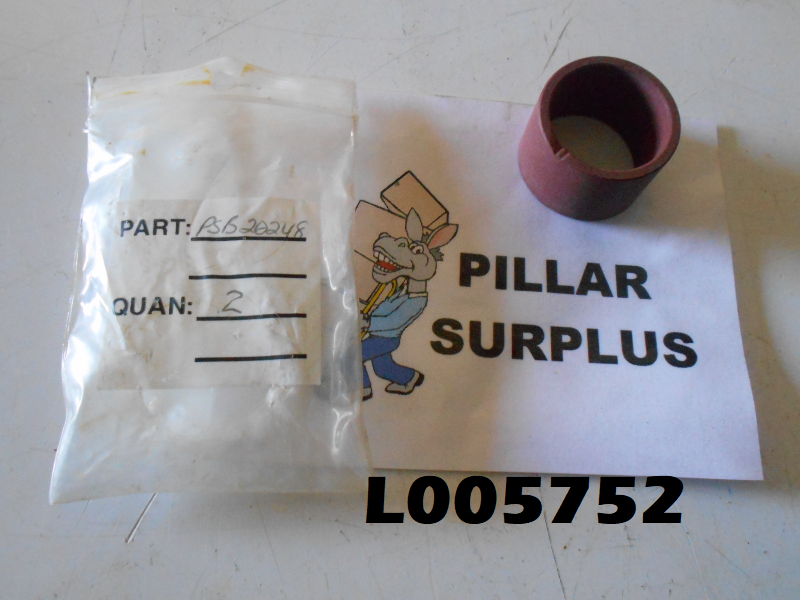 PART: PSB20248
QUAN: 2
PILLAR
SURPLUS
L005752